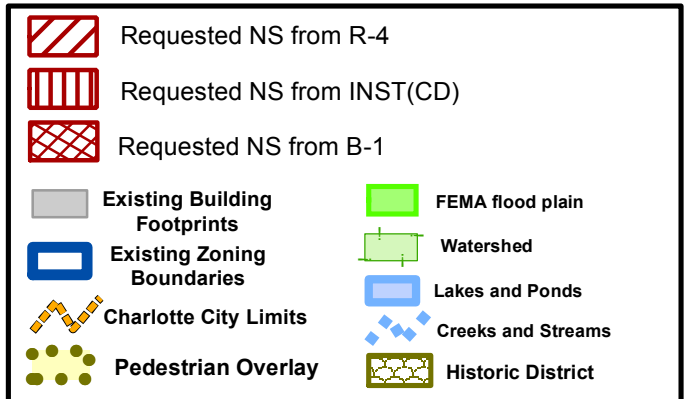 Requested NS from R-4
Requested NS from INST(CD)
Requested NS from B-1
Existing Building
Footprints
Existing Zoning
Boundaries
Charlotte City Limits
Pedestrian Overlay
FEMA flood plain
Watershed
Lakes and Ponds
Creeks and Streams
Historic District